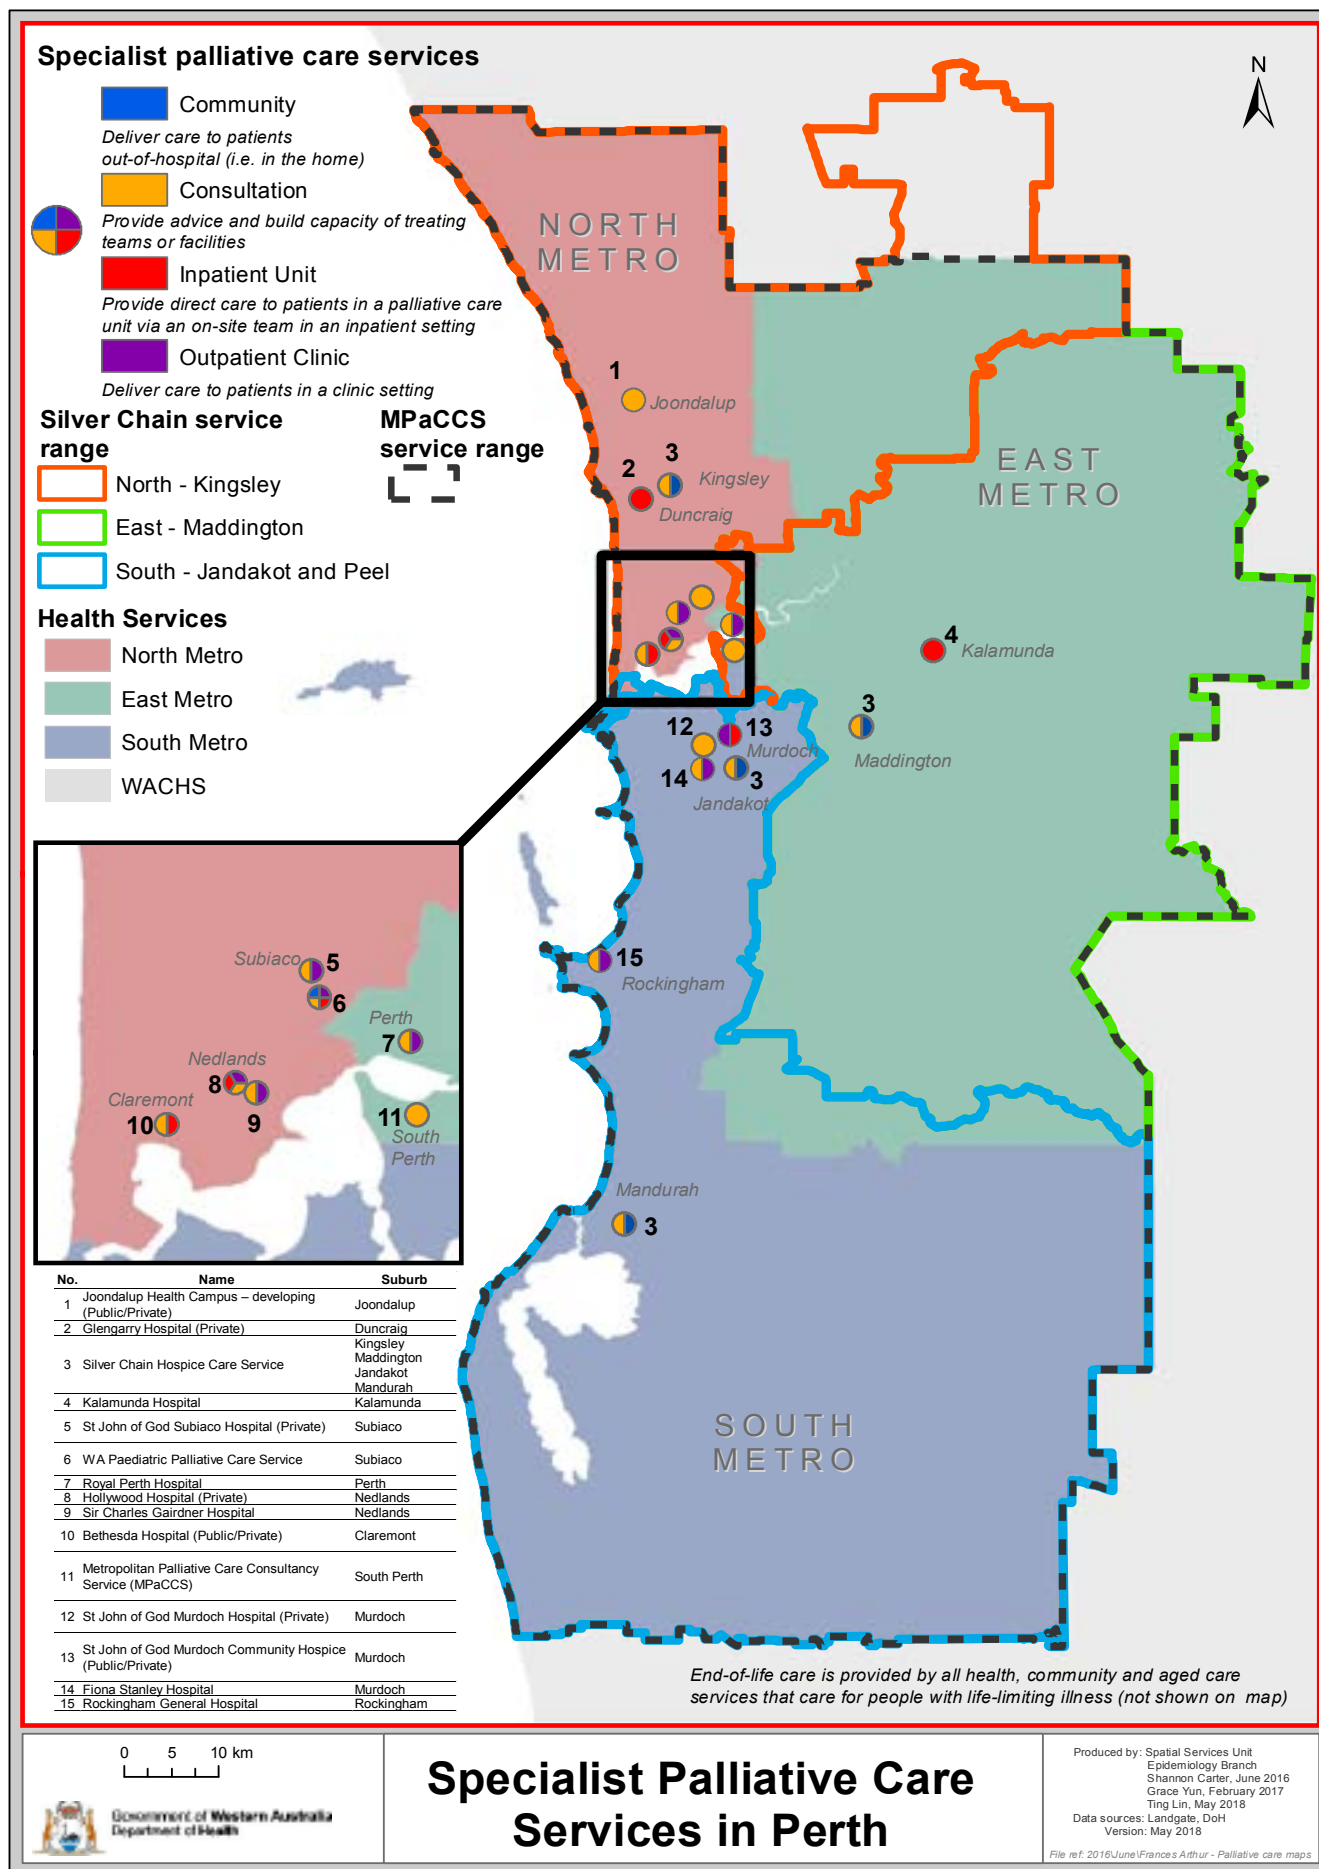 Specialist palliative care services
Community
Deliver care to patients
out-of-hospital (i.e. in the home)
Consultation
Provide advice and build capacity of treating
teams or facilities
Inpatient Unit
Provide direct care to patients in a palliative care
unit via an on-site team in an inpatient setting
Outpatient Clinic
Deliver care to patients in a clinic setting
Silver Chain service
range
MPaCCS
service range
North - Kingsley
East - Maddington
South - Jandakot and Peel
Health Services
North Metro
East Metro
South Metro
WACHS
N
NORTH
METRO
1
Joondalup
3
Kingsley
2
Duncraig
EAST
METRO
4
Kalamunda
3
Maddington
12
13
Murdoch
14
3
Jandakot
15
Rockingham
Mandurah
3
SOUTH
METRO
Subiaco
5
6
Perth
7
Nedlands
8
9
Claremont
10
11
South
Perth
No. Name Suburb
1 Joondalup Health Campus – developing
(Public/Private) Joondalup
2 Glengarry Hospital (Private) Duncraig
3 Silver Chain Hospice Care Service Kingsley
Maddington
Jandakot
Mandurah
4 Kalamunda Hospital Kalamunda
5 St John of God Subiaco Hospital (Private) Subiaco
6 WA Paediatric Palliative Care Service Subiaco
7 Royal Perth Hospital Perth
8 Hollywood Hospital (Private) Nedlands
9 Sir Charles Gairdner Hospital Nedlands
10 Bethesda Hospital (Public/Private) Claremont
11 Metropolitan Palliative Care Consultancy
Service (MPaCCS) South Perth
12 St John of God Murdoch Hospital (Private) Murdoch
13 St John of God Murdoch Community Hospice
(Public/Private) Murdoch
14 Fiona Stanley Hospital Murdoch
15 Rockingham General Hospital Rockingham
End-of-life care is provided by all health, community and aged care
services that care for people with life-limiting illness (not shown on map)
0 5 10 km
Government of Western Australia
Department of Health
Specialist Palliative Care
Services in Perth
Produced by: Spatial Services Unit
Epidemiology Branch
Shannon Carter, June 2016
Grace Yun, February 2017
Ting Lin, May 2018
Data sources: Landgate, DoH
Version: May 2018
File ref: 2016\June\Frances Arthur - Palliative care maps